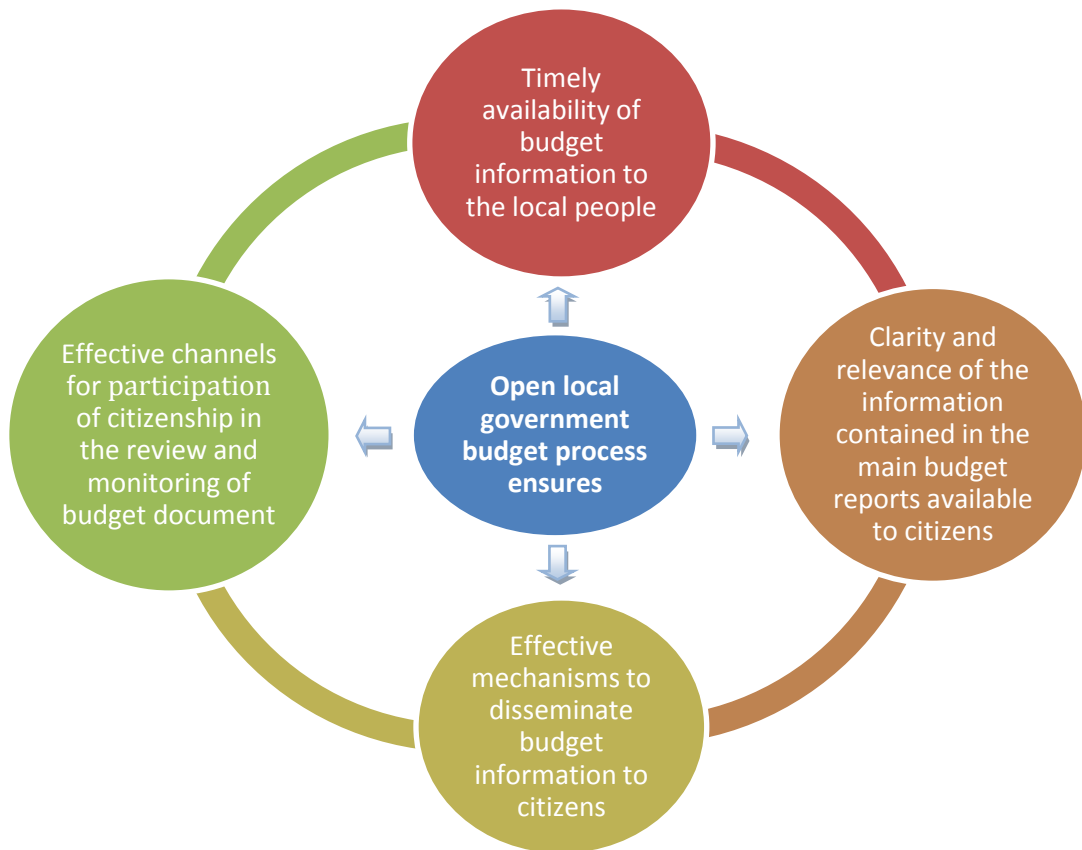 Timely
availability of
budget
information to
the local people
Effective channels
for participation
of citizenship in
the review and
monitoring of
budget document
Open local
government
budget process
ensures
Clarity and
relevance of the
information
contained in the
main budget
reports available
to citizens
Effective
mechanisms to
disseminate
budget
information to
citizens